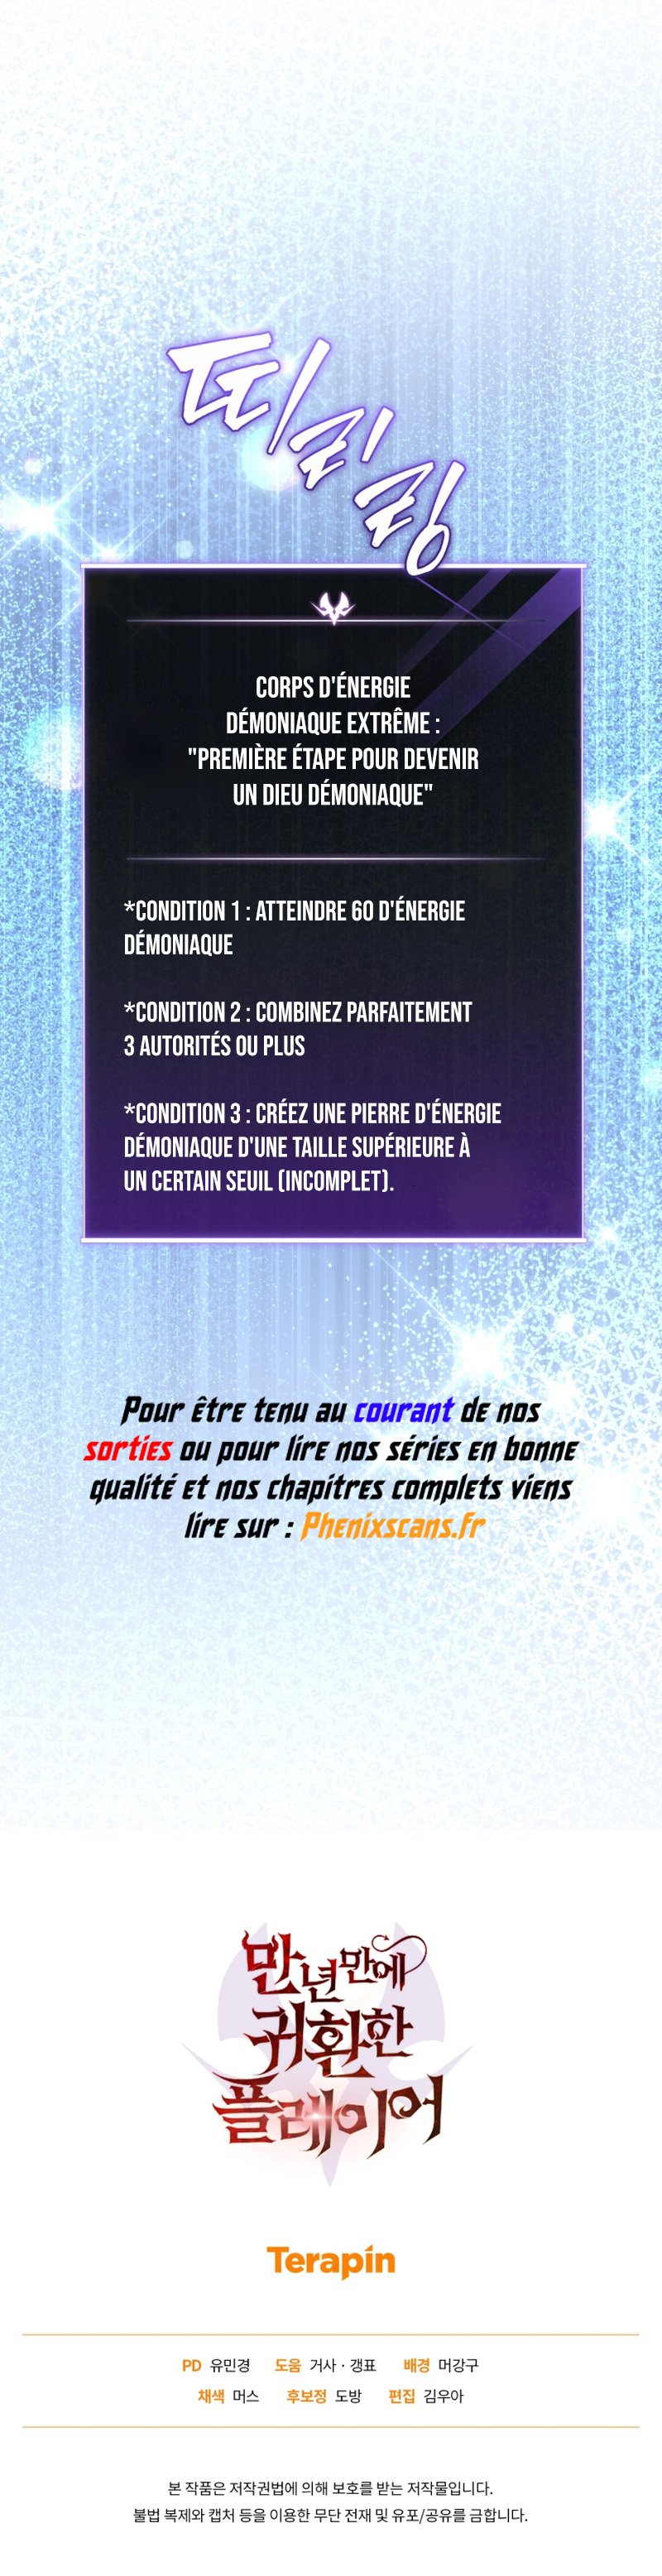 띠리링
CORPS D'ÉNERGIE
DÉMONIAQUE EXTRÊME :
"PREMIÈRE ÉTAPE POUR DEVENIR
UN DIEU DÉMONIAQUE"
*CONDITION 1 : ATTEINDRE 60 D'ÉNERGIE
DÉMONIAQUE
*CONDITION 2 : COMBINEZ PARFAITEMENT
3 AUTORITÉS OU PLUS
*CONDITION 3 : CRÉEZ UNE PIERRE D'ÉNERGIE
DÉMONIAQUE D'UNE TAILLE SUPÉRIEURE À
UN CERTAIN SEUIL (INCOMPLET).
Pour être tenu au courant de nos
sorties ou pour lire nos séries en bonne
qualité et nos chapitres complets viens
lire sur : Phenixscans.fr
만년만에
귀환한
플레이어
Terapin
PD 유민경 도움 거사 · 갱표 배경 머강구
채색 머스 후보정 도방 편집 김우아
본 작품은 저작권법에 의해 보호를 받는 저작물입니다.
불법 복제와 캡처 등을 이용한 무단 전재 및 유포/공유를 금합니다.